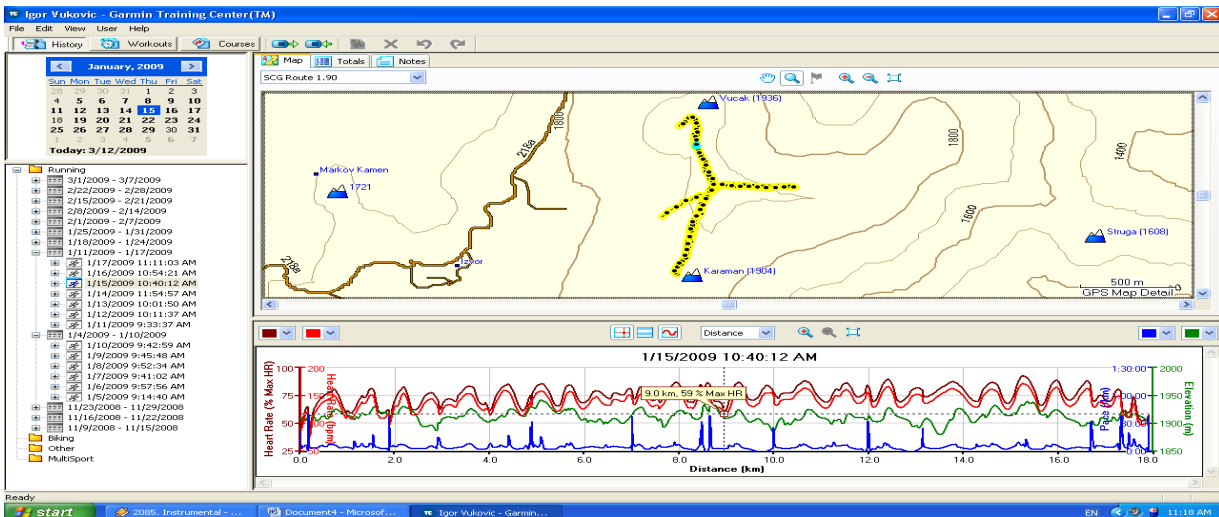 Igor Vukovic - Garmin Training Center(TM)
File Edit View User Help
History Workouts Courses
January, 2009
Sun Mon Tue Wed Thu Fri Sat
28 29 30 31 1 2 3
4 5 6 7 8 9 10
11 12 13 14 15 16 17
18 19 20 21 22 23 24
25 26 27 28 29 30 31
1 2 3 4 5 6 7
Today: 3/12/2009
Running
3/1/2009 - 3/7/2009
2/22/2009 - 2/28/2009
2/15/2009 - 2/21/2009
2/8/2009 - 2/14/2009
2/1/2009 - 2/7/2009
1/25/2009 - 1/31/2009
1/18/2009 - 1/24/2009
1/11/2009 - 1/17/2009
1/17/2009 11:11:03 AM
1/16/2009 10:54:21 AM
1/15/2009 10:40:12 AM
1/14/2009 11:54:57 AM
1/13/2009 10:01:50 AM
1/12/2009 10:11:37 AM
1/11/2009 9:33:37 AM
1/4/2009 - 1/10/2009
1/10/2009 9:42:59 AM
1/9/2009 9:45:48 AM
1/8/2009 9:52:34 AM
1/7/2009 9:41:02 AM
1/6/2009 9:57:56 AM
1/5/2009 9:14:40 AM
11/23/2008 - 11/29/2008
11/16/2008 - 11/22/2008
11/9/2008 - 11/15/2008
Biking
Other
MultiSport
Map Totals Notes
SCG Route 1.90
Vucak (1936)
1800
218a
1800
1400
Markov Kamen
1721
1600
Struga (1608)
Izvor
218a
Karaman (1904)
500 m
GPS Map Detail
Distance
1/15/2009 10:40:12 AM
Heart Rate (% Max HR)
100
75
50
25
Heart Rate (bpm)
200
150
50
9.0 km, 59 % Max HR
1:30:00
Elevation (m)
2000
1950
1900
1850
0.0 2.0 4.0 6.0 8.0 10.0 12.0 14.0 16.0 18.0
Distance (km)
Ready
start
2085. Instrumental - ...
Document4 - Microsof...
Igor Vukovic - Garmin...
EN
11:18 AM